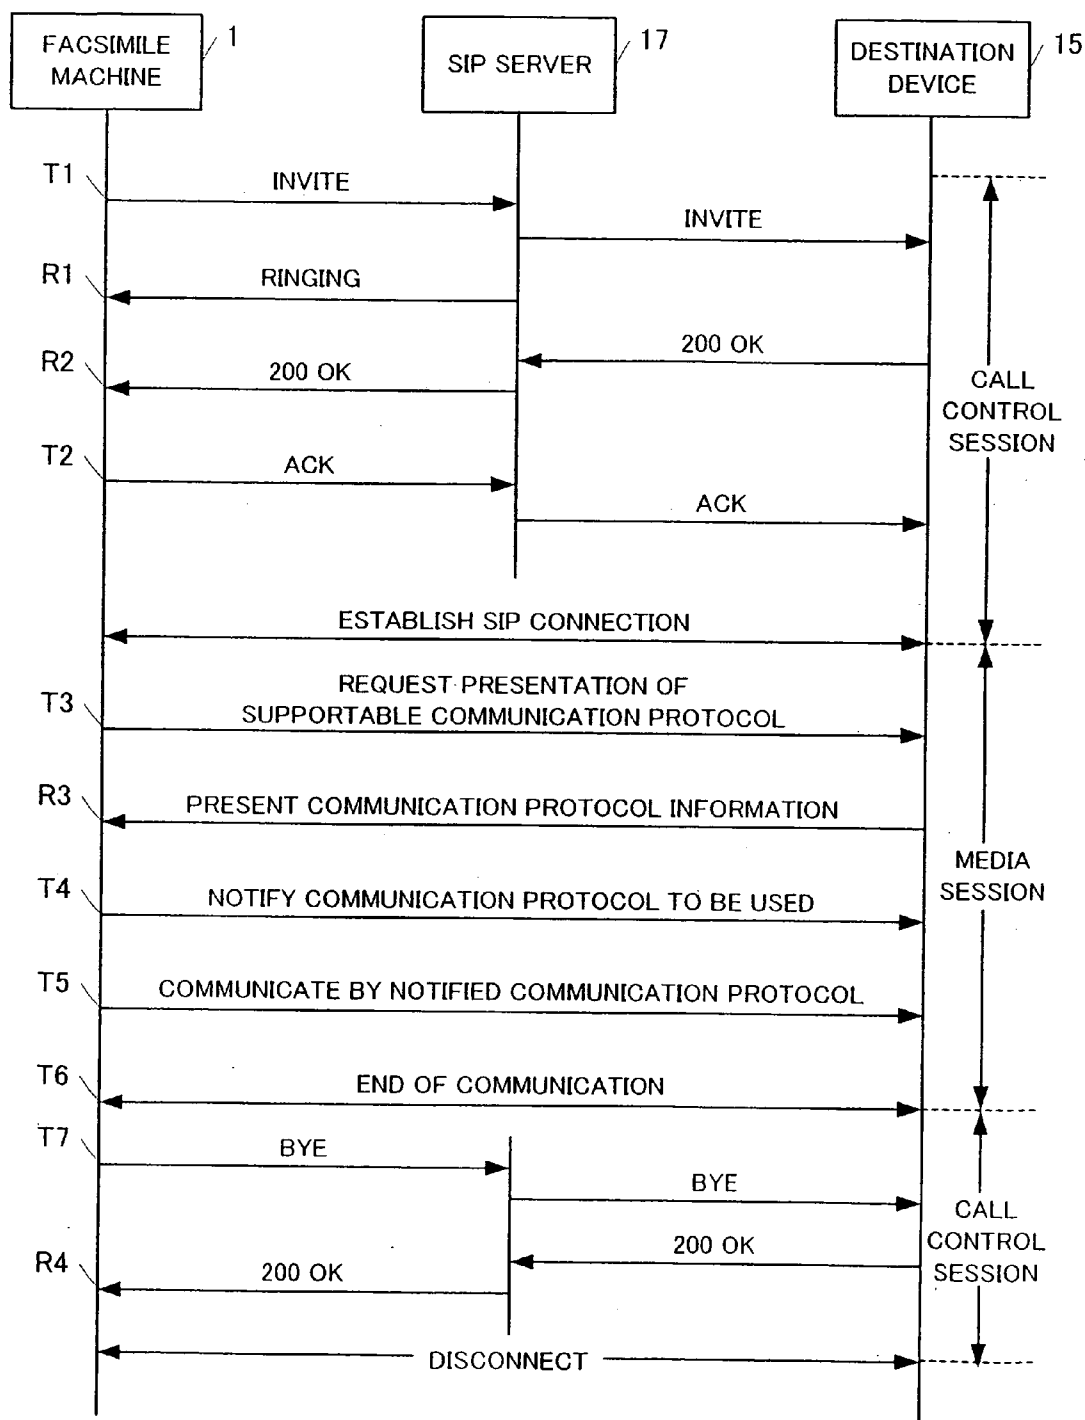 FACSIMILE
MACHINE
1
SIP SERVER
17
DESTINATION
DEVICE
15
T1
INVITE
INVITE
R1
RINGING
200 OK
R2
200 OK
CALL
CONTROL
SESSION
T2
ACK
ACK
ESTABLISH SIP CONNECTION
REQUEST PRESENTATION OF
SUPPORTABLE COMMUNICATION PROTOCOL
T3
R3
PRESENT COMMUNICATION PROTOCOL INFORMATION
MEDIA
SESSION
T4
NOTIFY COMMUNICATION PROTOCOL TO BE USED
T5
COMMUNICATE BY NOTIFIED COMMUNICATION PROTOCOL
T6
END OF COMMUNICATION
T7
BYE
BYE
CALL
CONTROL
SESSION
200 OK
R4
200 OK
DISCONNECT